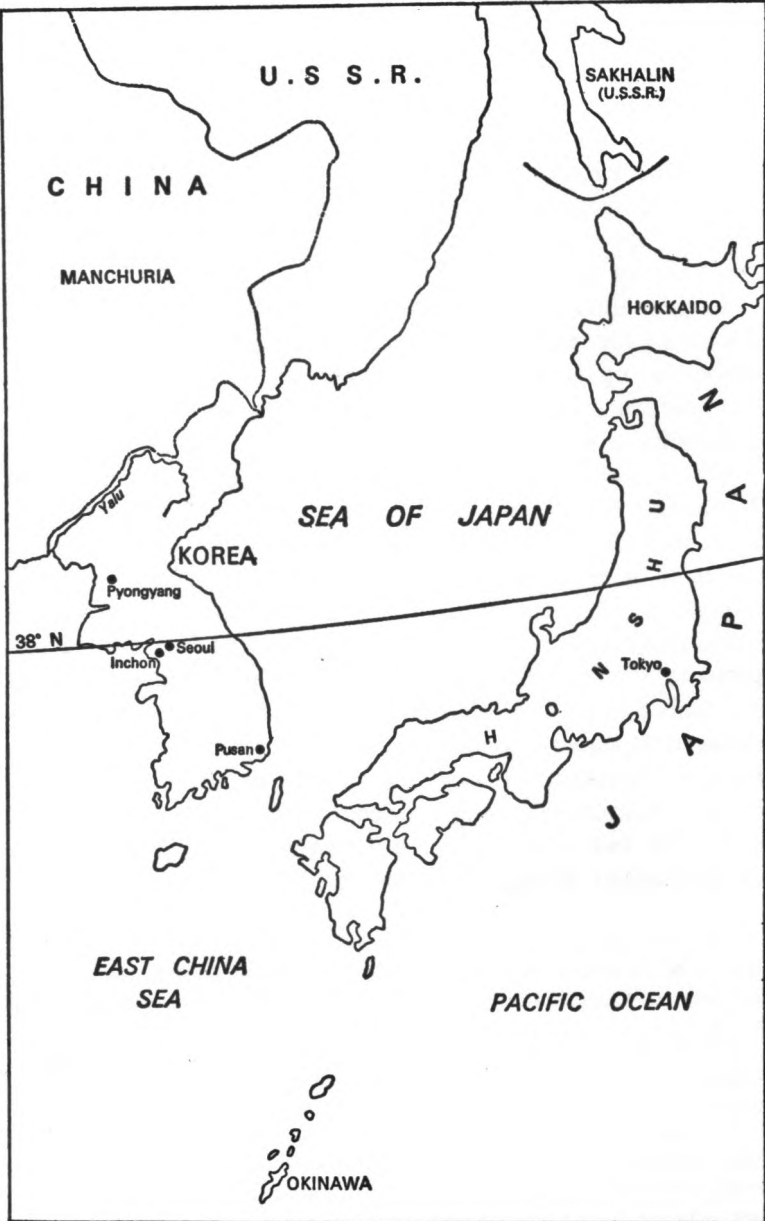 U.S S.R.
SAKHALIN
(U.S.S.R.)
CHINA
MANCHURIA
HOKKAIDO
JAPAN
Yalu
SEA OF JAPAN
HONSHU
KOREA
Pyongyang
38° N
Seoul
Inchon
Tokyo
Pusan
EAST CHINA
SEA
PACIFIC OCEAN
OKINAWA